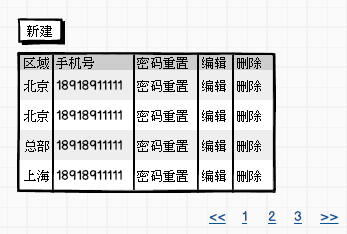 新建
区域 手机号 密码重置 编辑 删除
北京 18918911111 密码重置 编辑 删除
北京 18918911111 密码重置 编辑 删除
总部 18918911111 密码重置 编辑 删除
上海 18918911111 密码重置 编辑 删除
<< 1 2 3 >>